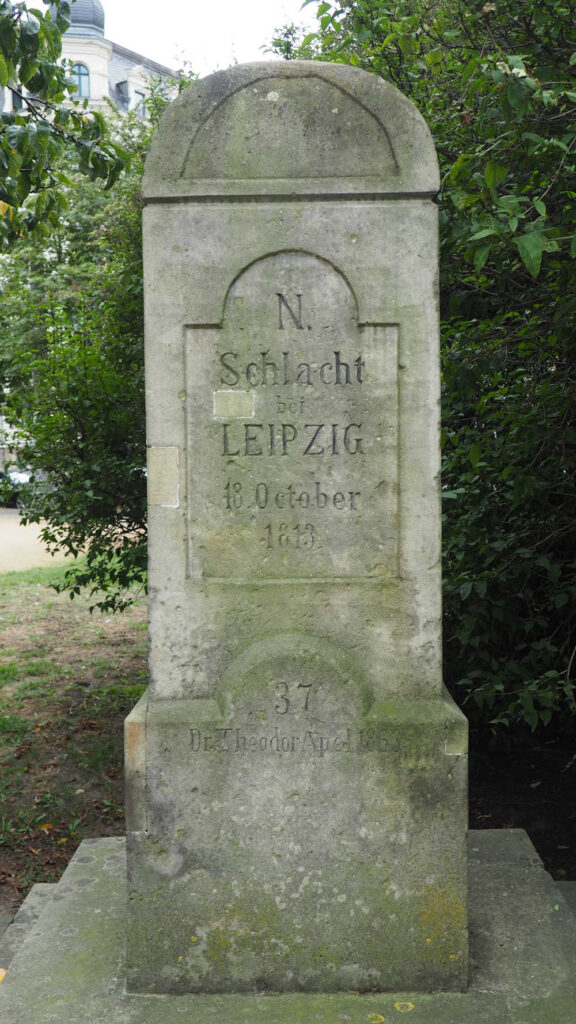 N.
Schlacht
bei
LEIPZIG
18. October
1813.
37
Dr. Theodor Apel 1863